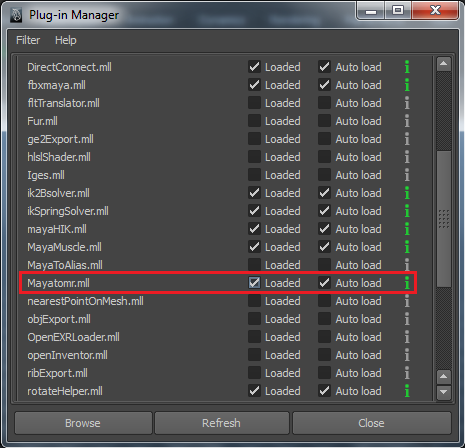 Plug-in Manager
Filter Help
DirectConnect.mll Loaded Auto load
fbxmaya.mll Loaded Auto load
fltTranslator.mll Loaded Auto load
Fur.mll Loaded Auto load
ge2Export.mll Loaded Auto load
hlslShader.mll Loaded Auto load
Iges.mll Loaded Auto load
ik2Bsolver.mll Loaded Auto load
ikSpringSolver.mll Loaded Auto load
mayaHIK.mll Loaded Auto load
MayaMuscle.mll Loaded Auto load
MayaToAlias.mll Loaded Auto load
Mayatomr.mll Loaded Auto load
nearestPointOnMesh.mll Loaded Auto load
objExport.mll Loaded Auto load
OpenEXRLoader.mll Loaded Auto load
openInventor.mll Loaded Auto load
ribExport.mll Loaded Auto load
rotateHelper.mll Loaded Auto load
Browse Refresh Close